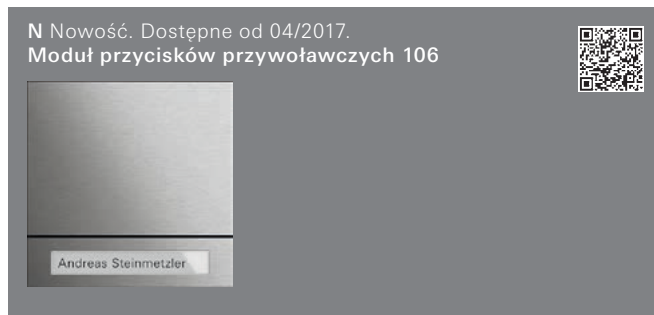 N Nowość. Dostępne od 04/2017.
Moduł przycisków przywoławczych 106
Andreas Steinmetzler